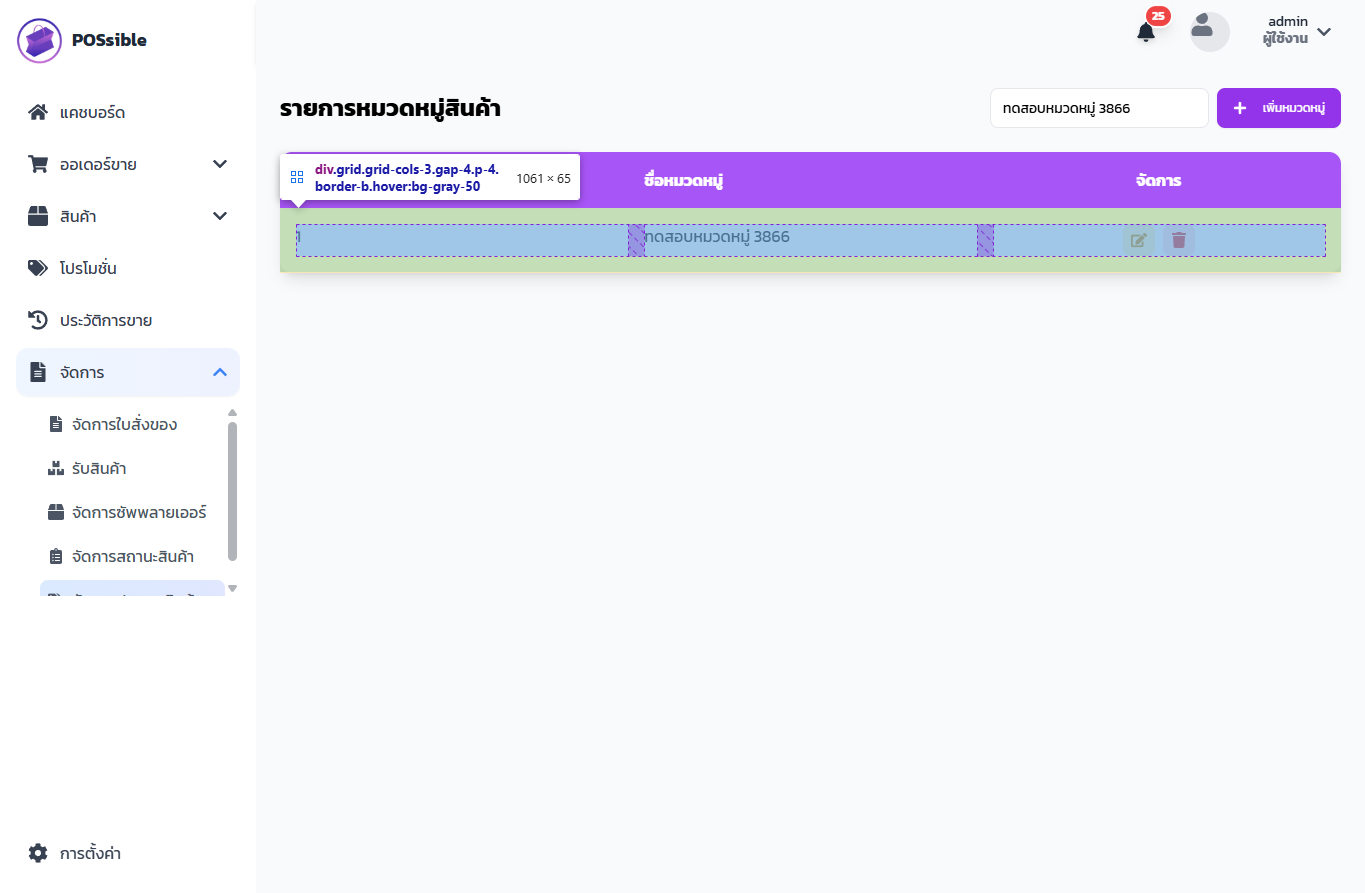 POSsible
25
admin
ผู้ใช้งาน
แคชบอร์ด
ออเดอร์ขาย
สินค้า
โปรโมชั่น
ประวัติการขาย
จัดการ
จัดการใบสั่งของ
รับสินค้า
จัดการซัพพลายเออร์
จัดการสถานะสินค้า
การตั้งค่า
รายการหมวดหมู่สินค้า
ทดสอบหมวดหมู่ 3866
เพิ่มหมวดหมู่
div.grid.grid-cols-3.gap-4.p-4.
border-b.hover:bg-gray-50
1061 × 65
ชื่อหมวดหมู่
จัดการ
1
ทดสอบหมวดหมู่ 3866